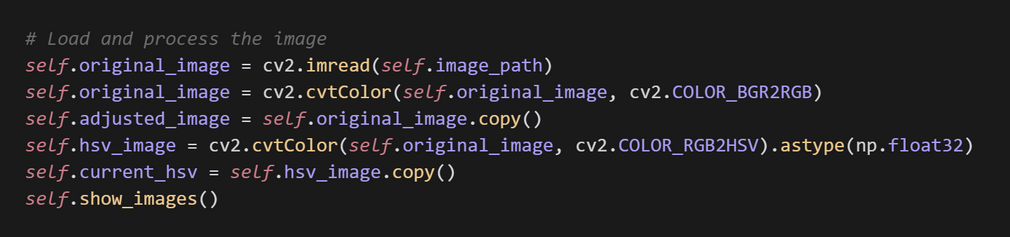 # Load and process the image
self.original_image = cv2.imread(self.image_path)
self.original_image = cv2.cvtColor(self.original_image, cv2.COLOR_BGR2RGB)
self.adjusted_image = self.original_image.copy()
self.hsv_image = cv2.cvtColor(self.original_image, cv2.COLOR_RGB2HSV).astype(np.float32)
self.current_hsv = self.hsv_image.copy()
self.show_images()